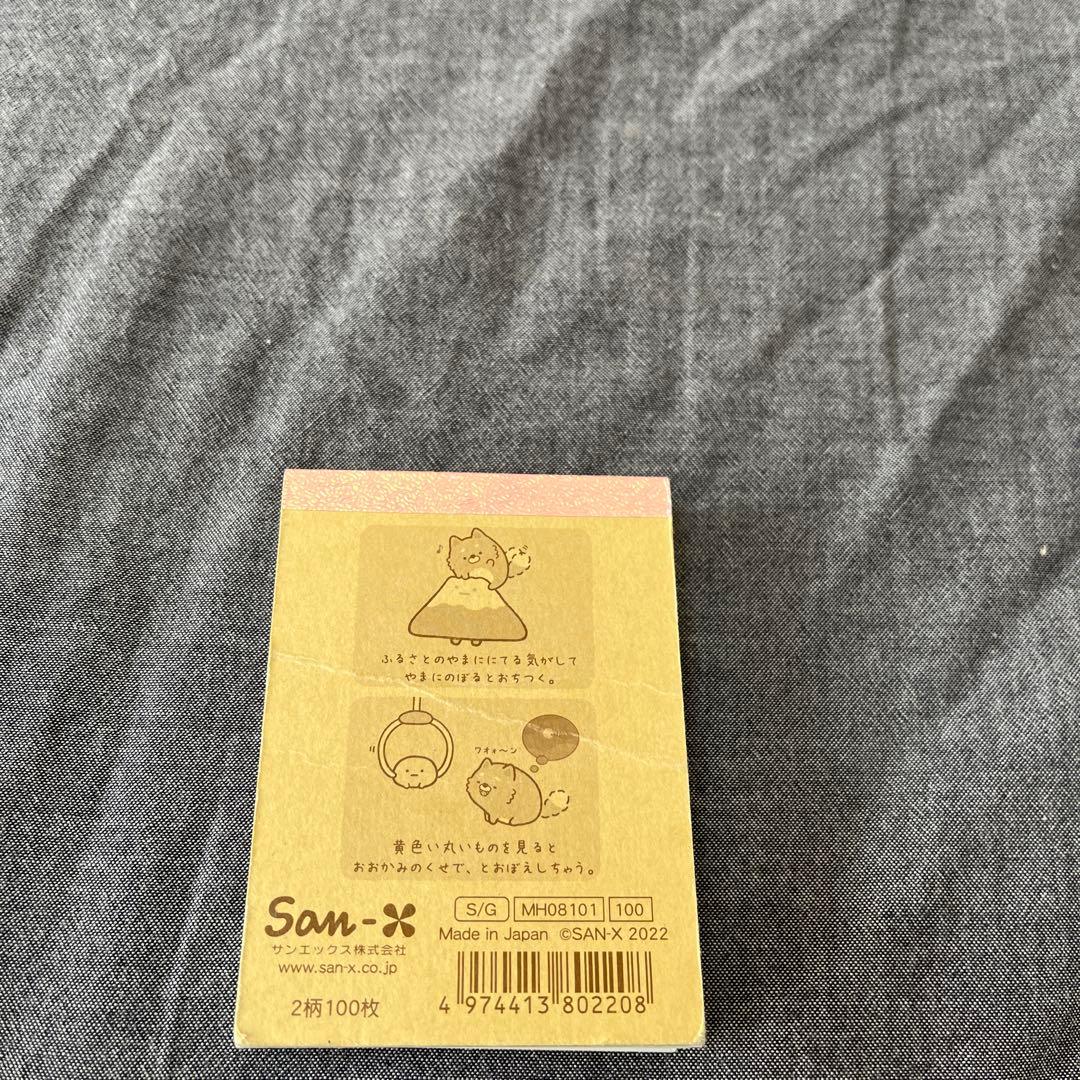 ふるさとのやまににてる気がして
やまにのぼるとおちつく。
ワオォ〜ン
黄色い丸いものを見ると
おおかみのくせで、とおぼえしちゃう。
San-X
サンエックス株式会社
www.san-x.co.jp
2柄100枚
S/G MH08101 100
Made in Japan ©SAN-X 2022
4 974413 802208